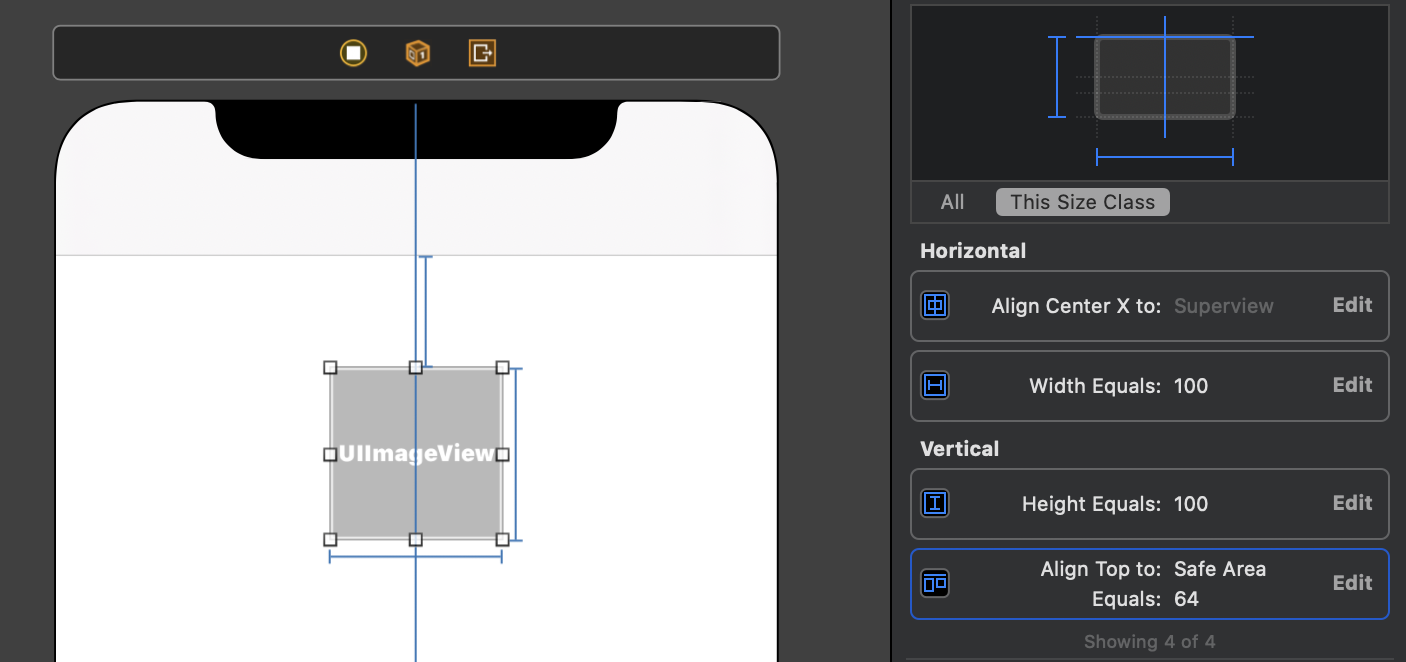 All
This Size Class
Horizontal
Align Center X to: Superview
Edit
Width Equals: 100
Edit
Vertical
Height Equals: 100
Edit
Align Top to: Safe Area
Equals: 64
Edit
Showing 4 of 4
UIImageView